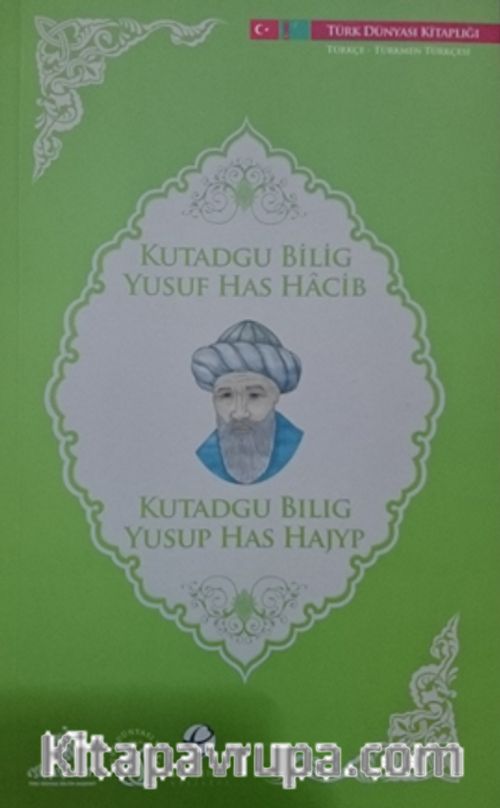 TÜRK DÜNYASI KİTAPLIĞI
TÜRKÇE - TÜRKMEN TÜRKÇESİ
KUTADGU BİLİG
YUSUF HAS HÂCİB
KUTADGU BILIG
YUSUP HAS HAJYP
kitapavrupa.com